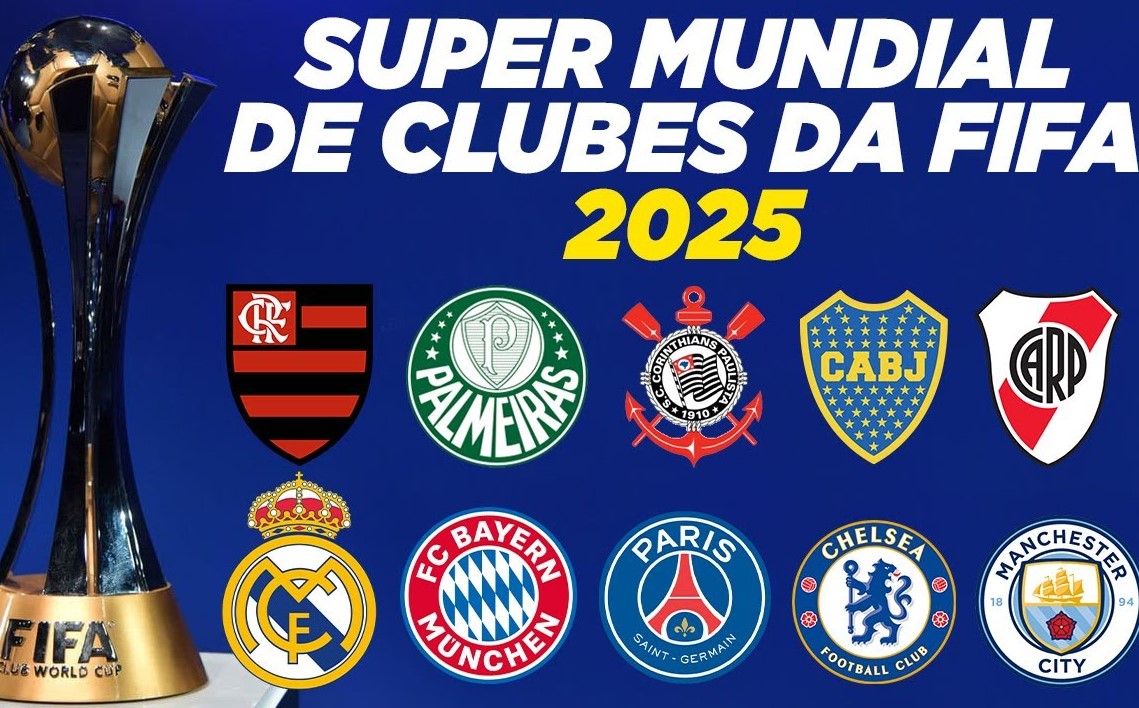 SUPER MUNDIAL
DE CLUBES DA FIFA
2025
CRF
P
PALMEIRAS
S.C. CORINTHIANS PAULISTA
1910
CABJ
CARP
MCF
FC BAYERN
MÜNCHEN
PARIS
SAINT-GERMAIN
CHELSEA
FOOTBALL CLUB
MANCHESTER
18 94
CITY
FIFA
CLUB WORLD CUP